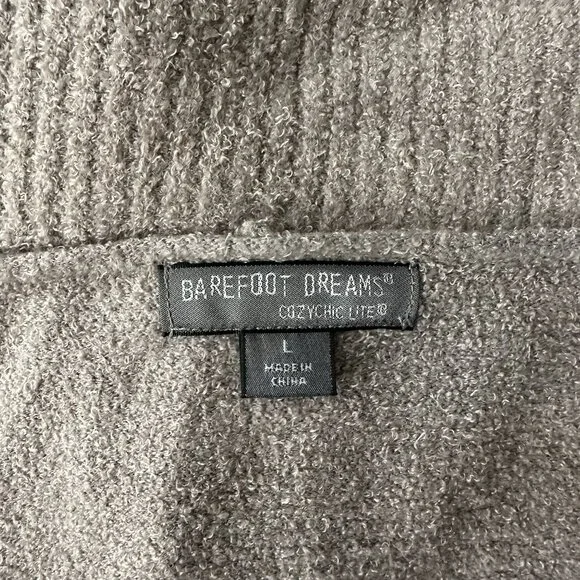 BAREFOOT DREAMS®
COZYCHIC LITE®
L
MADE IN
CHINA